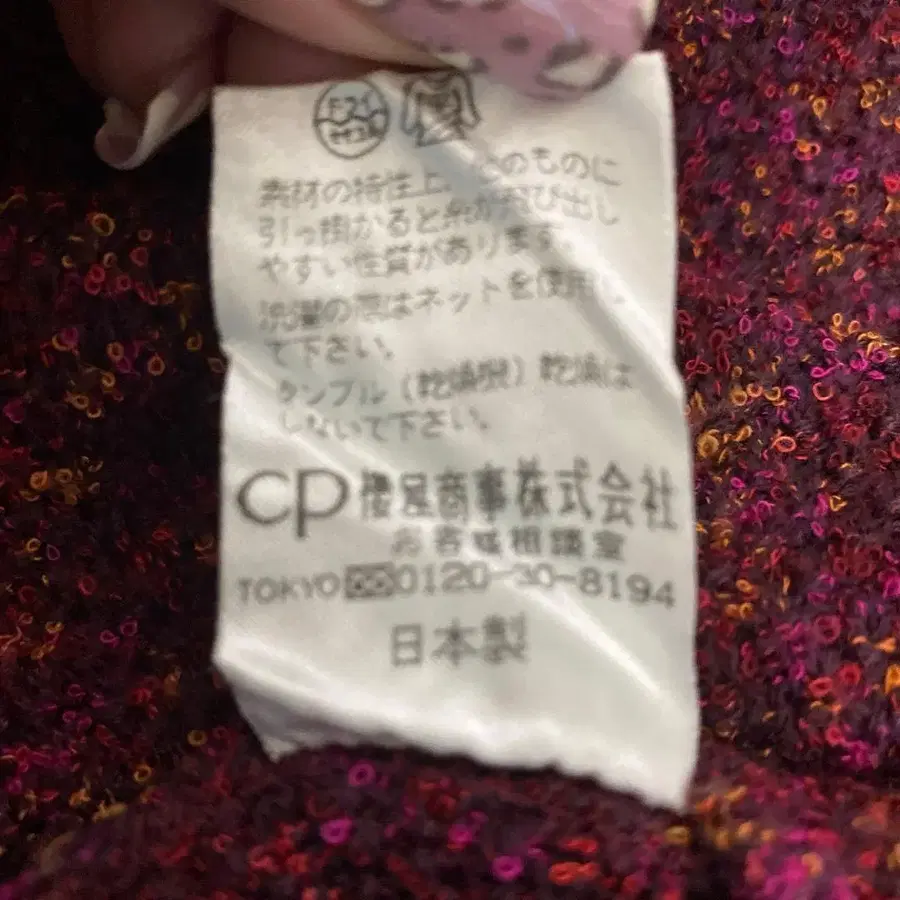 素材の特性上、他のものに
引っ掛かると糸が飛び出し
やすい性質があります。
洗濯の際はネットを使用し
て下さい。
タンブル（乾燥機）乾燥は
しないで下さい。
CP 商事株式会社
お客様相談室
TOKYO 0120-30-8194
日本製